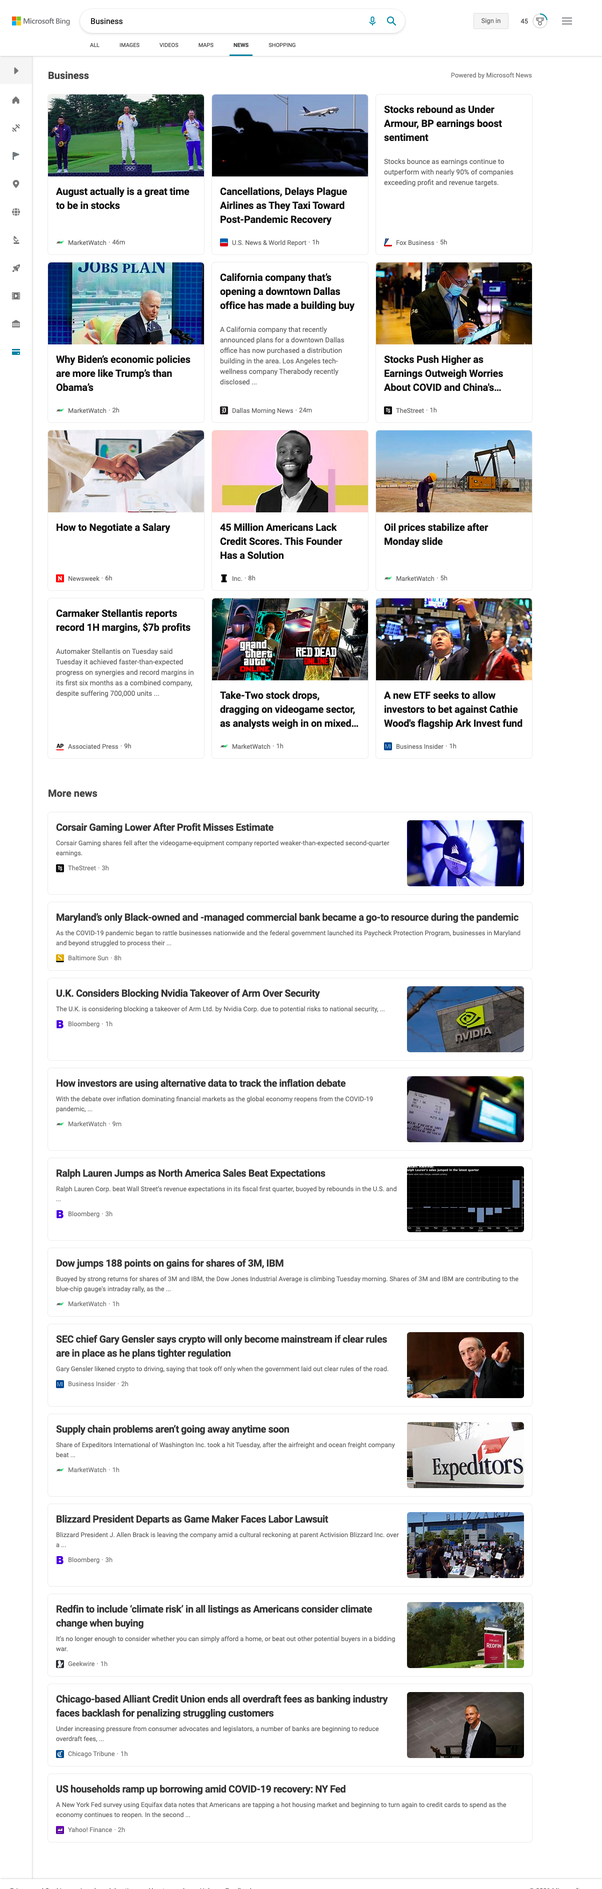 Microsoft Bing
Business
Sign in
45
ALL
IMAGES
VIDEOS
MAPS
NEWS
SHOPPING
Business
Powered by Microsoft News
August actually is a great time
to be in stocks
MarketWatch · 46m
Cancellations, Delays Plague
Airlines as They Taxi Toward
Post-Pandemic Recovery
U.S. News & World Report · 1h
Stocks rebound as Under
Armour, BP earnings boost
sentiment
Stocks bounce as earnings continue to
outperform with nearly 90% of companies
exceeding profit and revenue targets.
Fox Business · 5h
JOBS PLAN
Why Biden's economic policies
are more like Trump's than
Obama's
MarketWatch · 2h
California company that's
opening a downtown Dallas
office has made a building buy
A California company that recently
announced plans for a downtown Dallas
office has now purchased a distribution
building in the area. Los Angeles tech-
wellness company Therabody recently
disclosed ...
Dallas Morning News · 24m
Stocks Push Higher as
Earnings Outweigh Worries
About COVID and China's...
TheStreet · 1h
How to Negotiate a Salary
Newsweek · 6h
45 Million Americans Lack
Credit Scores. This Founder
Has a Solution
Inc. · 8h
Oil prices stabilize after
Monday slide
MarketWatch · 5h
Carmaker Stellantis reports
record 1H margins, $7b profits
Automaker Stellantis on Tuesday said
Tuesday it achieved faster-than-expected
progress on synergies and record margins in
its first six months as a combined company,
despite suffering 700,000 units ...
AP
Associated Press · 9h
grand
theft
auto
ONLINE
RED DEAD
ONLINE
Take-Two stock drops,
dragging on videogame sector,
as analysts weigh in on mixed...
MarketWatch · 1h
A new ETF seeks to allow
investors to bet against Cathie
Wood's flagship Ark Invest fund
Business Insider · 1h
More news
Corsair Gaming Lower After Profit Misses Estimate
Corsair Gaming shares fell after the videogame-equipment company reported weaker-than-expected second-quarter
earnings.
TheStreet · 3h
Maryland's only Black-owned and -managed commercial bank became a go-to resource during the pandemic
As the COVID-19 pandemic began to rattle businesses nationwide and the federal government launched its Paycheck Protection Program, businesses in Maryland
and beyond struggled to process their ...
Baltimore Sun · 8h
U.K. Considers Blocking Nvidia Takeover of Arm Over Security
The U.K. is considering blocking a takeover of Arm Ltd. by Nvidia Corp. due to potential risks to national security, ...
B
Bloomberg · 1h
NVIDIA
How investors are using alternative data to track the inflation debate
With the debate over inflation dominating financial markets as the global economy reopens from the COVID-19
pandemic, ...
MarketWatch · 9m
Ralph Lauren Jumps as North America Sales Beat Expectations
Ralph Lauren Corp. beat Wall Street's revenue expectations in its fiscal first quarter, buoyed by rebounds in the U.S. and
...
B
Bloomberg · 3h
Dow jumps 188 points on gains for shares of 3M, IBM
Buoyed by strong returns for shares of 3M and IBM, the Dow Jones Industrial Average is climbing Tuesday morning. Shares of 3M and IBM are contributing to the
blue-chip gauge's intraday rally, as the ...
MarketWatch · 1h
SEC chief Gary Gensler says crypto will only become mainstream if clear rules
are in place as he plans tighter regulation
Gary Gensler likened crypto to driving, saying that took off only when the government laid out clear rules of the road.
Business Insider · 2h
Supply chain problems aren't going away anytime soon
Share of Expeditors International of Washington Inc. took a hit Tuesday, after the airfreight and ocean freight company
beat ...
MarketWatch · 1h
Expeditors
Blizzard President Departs as Game Maker Faces Labor Lawsuit
Blizzard President J. Allen Brack is leaving the company amid a cultural reckoning at parent Activision Blizzard Inc. over
a ...
B
Bloomberg · 3h
Redfin to include 'climate risk' in all listings as Americans consider climate
change when buying
It's no longer enough to consider whether you can simply afford a home, or beat out other potential buyers in a bidding
war.
Geekwire · 1h
REDFIN
Chicago-based Alliant Credit Union ends all overdraft fees as banking industry
faces backlash for penalizing struggling customers
Under increasing pressure from consumer advocates and legislators, a number of banks are beginning to reduce
overdraft fees, ...
Chicago Tribune · 1h
US households ramp up borrowing amid COVID-19 recovery: NY Fed
A New York Fed survey using Equifax data notes that Americans are tapping a hot housing market and beginning to turn again to credit cards to spend as the
economy continues to reopen. In the second ...
Yahoo! Finance · 2h